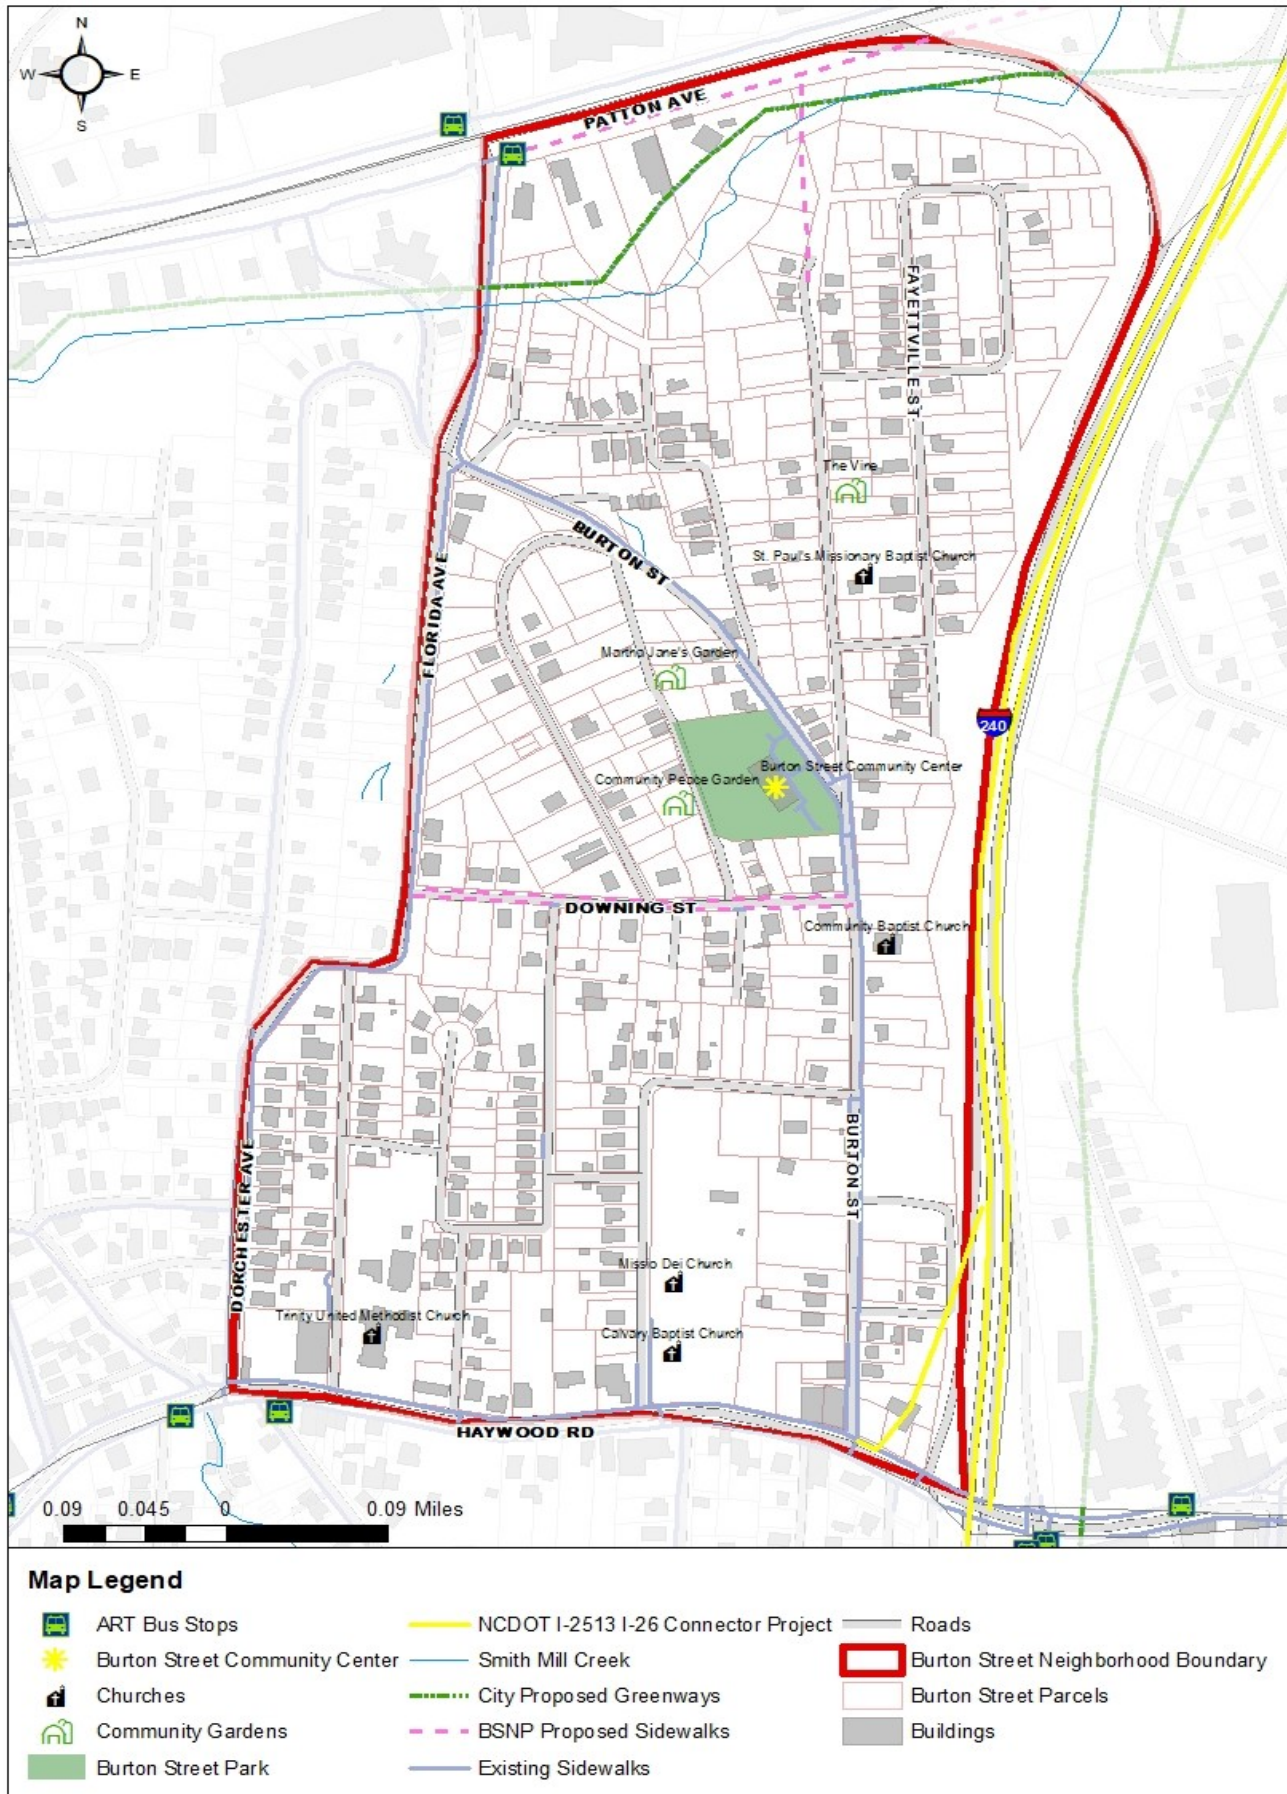 N
W E
S
PATTON AVE
FAYETTVILLE ST
The Vine
BURTON ST
St. Paul's Missionary Baptist Church
FLORIDA AVE
Martha Jane's Garden
240
Burton Street Community Center
Community Peace Garden
DOWNING ST
Community Baptist Church
BURTON ST
DORCHESTER AVE
Missio Dei Church
Trinity United Methodist Church
Calvary Baptist Church
HAYWOOD RD
0.09 0.045 0 0.09 Miles
Map Legend
ART Bus Stops
Burton Street Community Center
Churches
Community Gardens
Burton Street Park
NCDOT I-2513 I-26 Connector Project
Smith Mill Creek
City Proposed Greenways
BSNP Proposed Sidewalks
Existing Sidewalks
Roads
Burton Street Neighborhood Boundary
Burton Street Parcels
Buildings